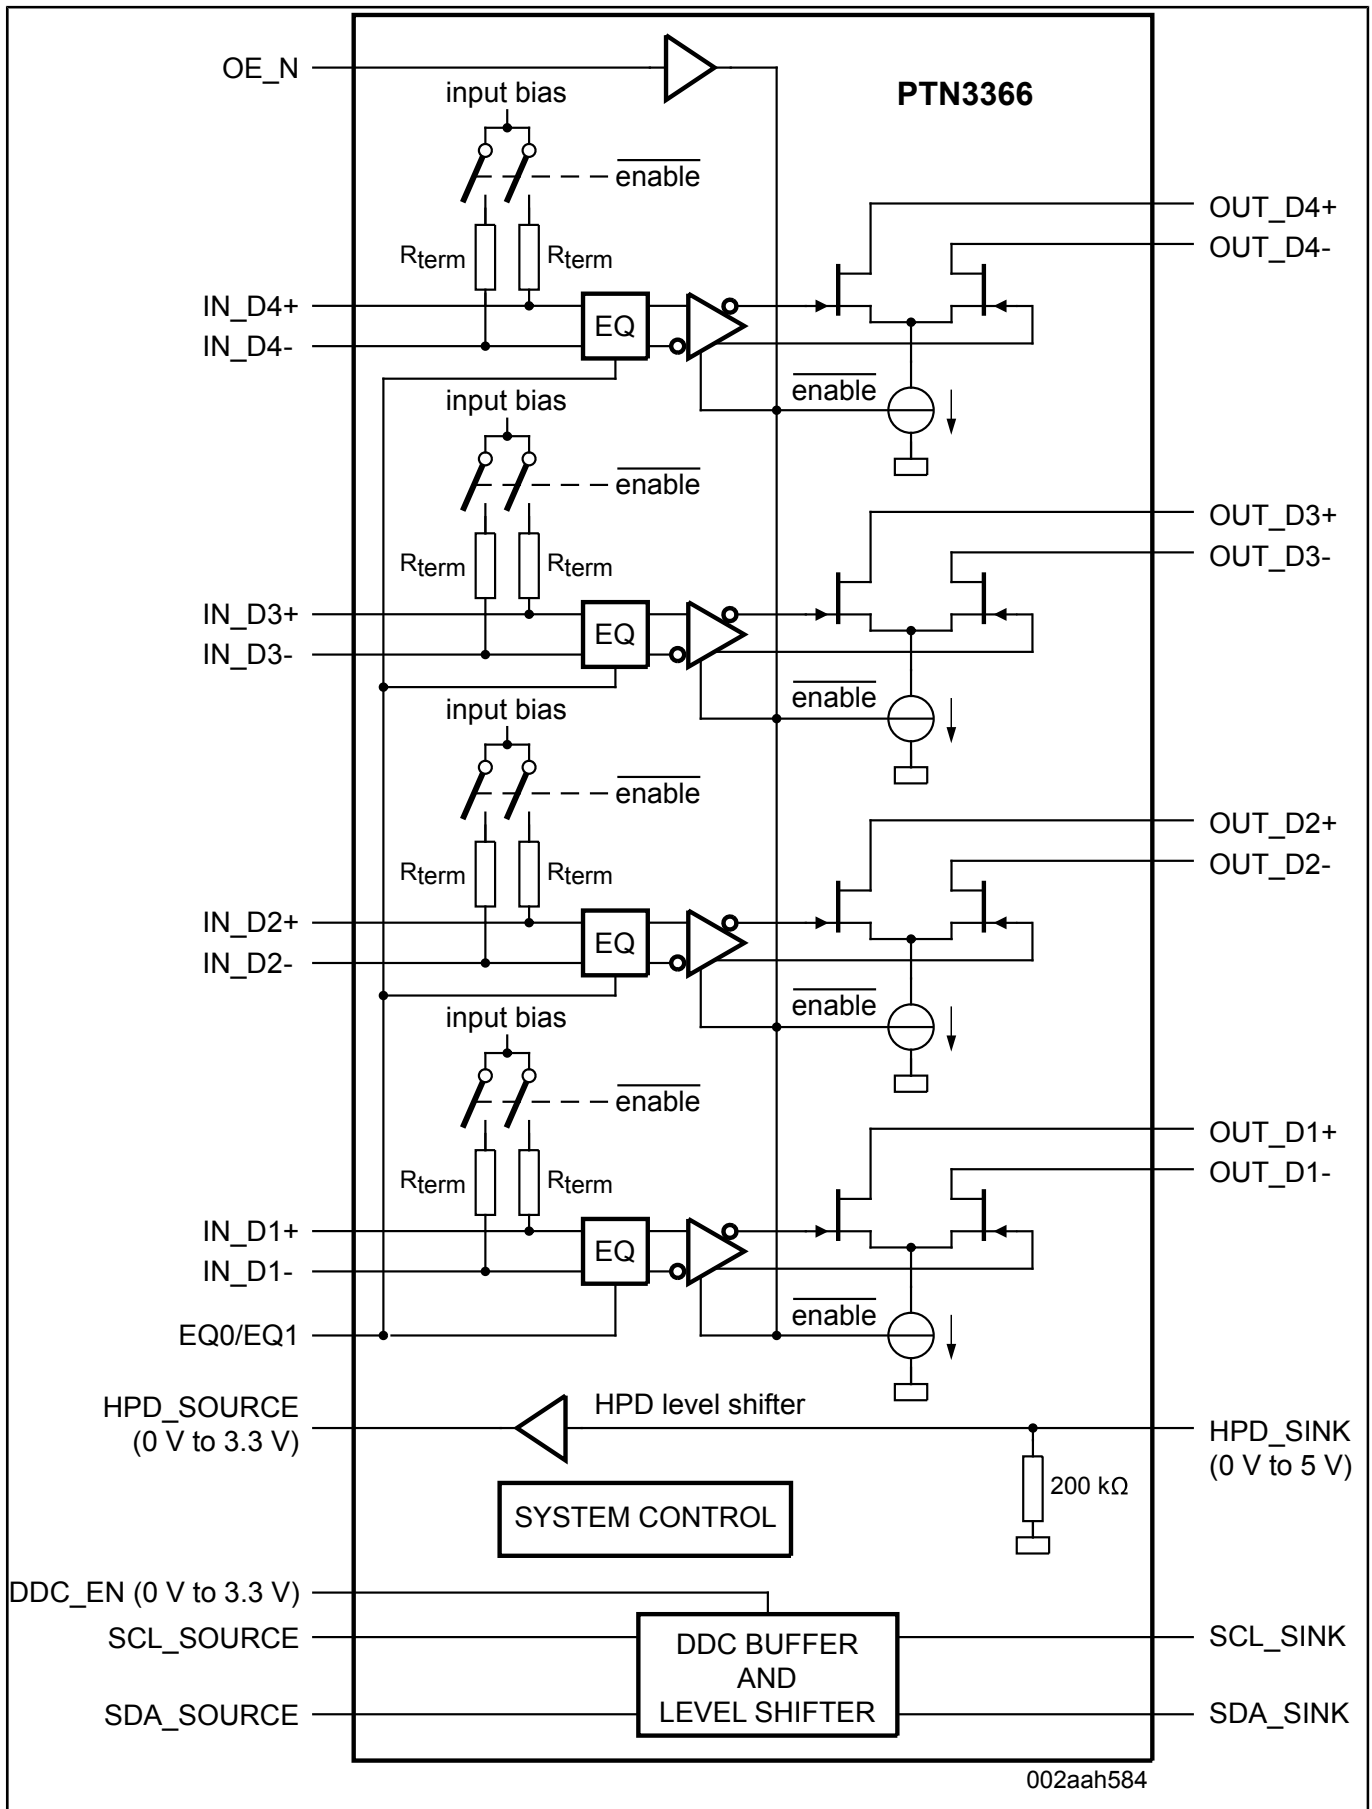 OE_N
PTN3366
input bias
enable
OUT_D4+
OUT_D4-
Rterm
Rterm
IN_D4+
IN_D4-
EQ
enable
input bias
enable
OUT_D3+
OUT_D3-
Rterm
Rterm
IN_D3+
IN_D3-
EQ
enable
input bias
enable
OUT_D2+
OUT_D2-
Rterm
Rterm
IN_D2+
IN_D2-
EQ
enable
input bias
enable
OUT_D1+
OUT_D1-
Rterm
Rterm
IN_D1+
IN_D1-
EQ
enable
EQ0/EQ1
HPD_SOURCE
(0 V to 3.3 V)
HPD level shifter
HPD_SINK
(0 V to 5 V)
200 kΩ
SYSTEM CONTROL
DDC_EN (0 V to 3.3 V)
SCL_SOURCE
SDA_SOURCE
DDC BUFFER
AND
LEVEL SHIFTER
SCL_SINK
SDA_SINK
002aah584